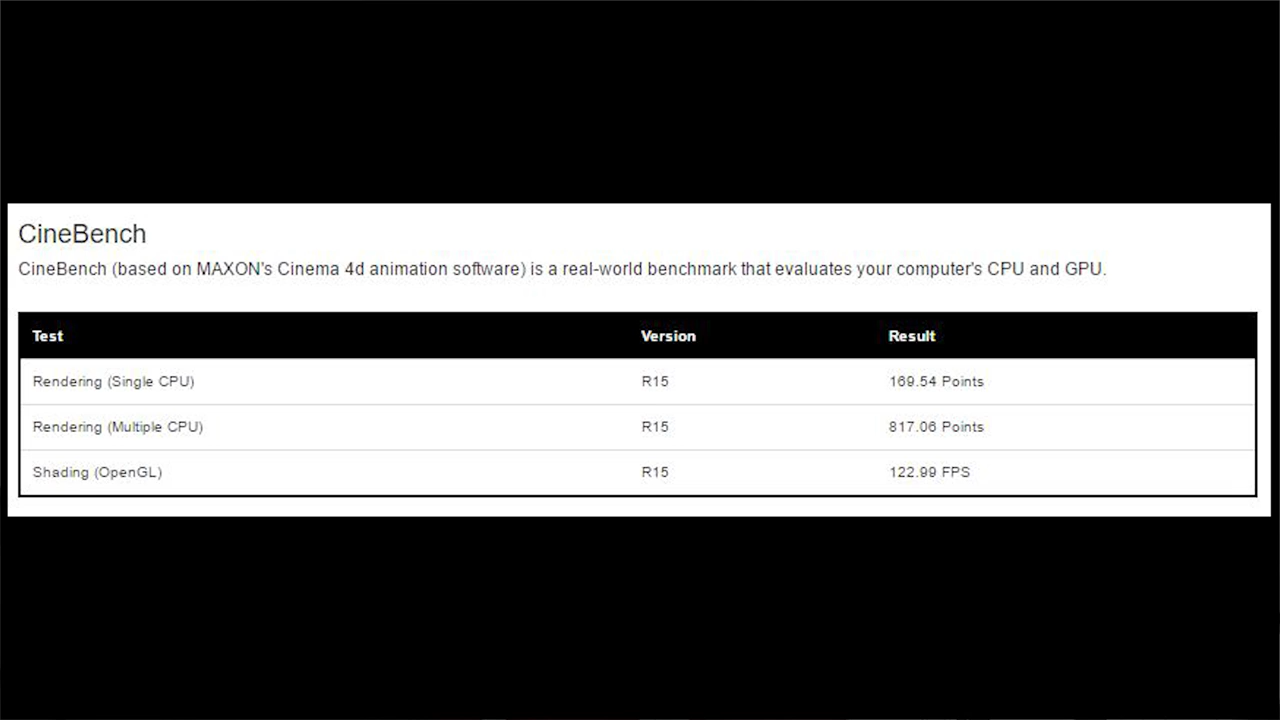 CineBench
CineBench (based on MAXON's Cinema 4d animation software) is a real-world benchmark that evaluates your computer's CPU and GPU.
Test Version Result
Rendering (Single CPU) R15 169.54 Points
Rendering (Multiple CPU) R15 817.06 Points
Shading (OpenGL) R15 122.99 FPS